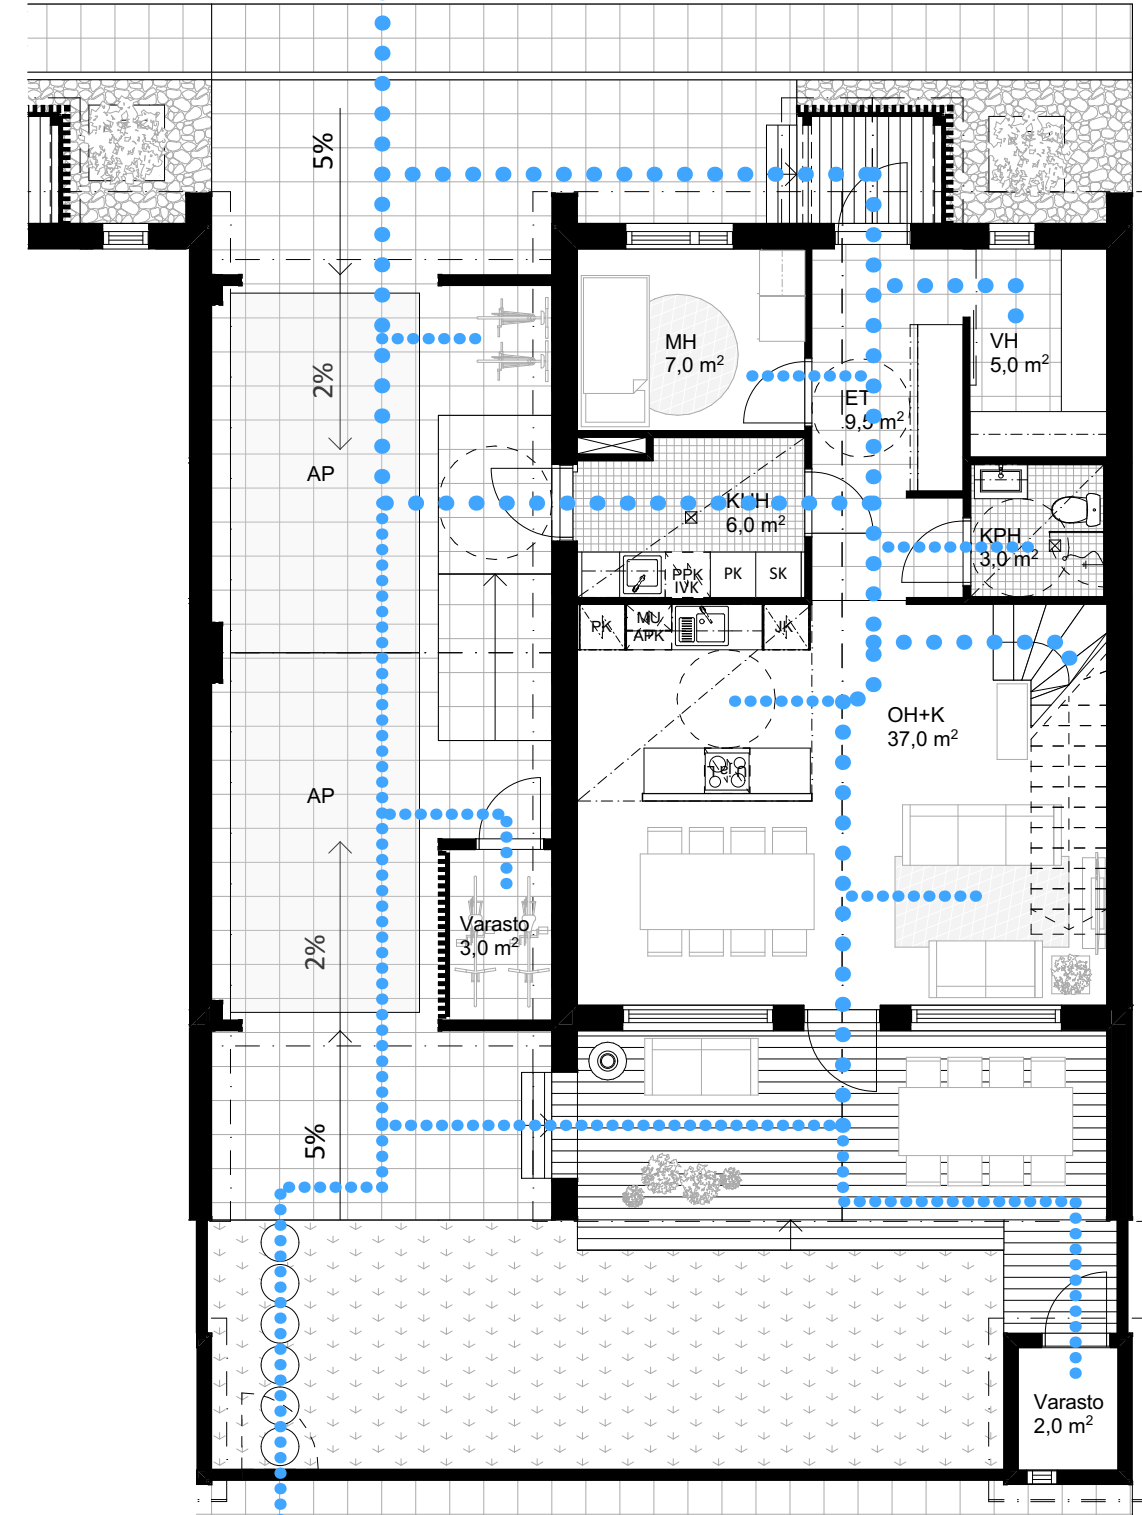 5%
2%
MH
7,0 m²
VH
5,0 m²
ET
9,5 m²
AP
KHH
6,0 m²
KPH
3,0 m²
PPK
IVK
PK
SK
PK
MU
APK
JK
OH+K
37,0 m²
AP
Varasto
3,0 m²
2%
5%
Varasto
2,0 m²